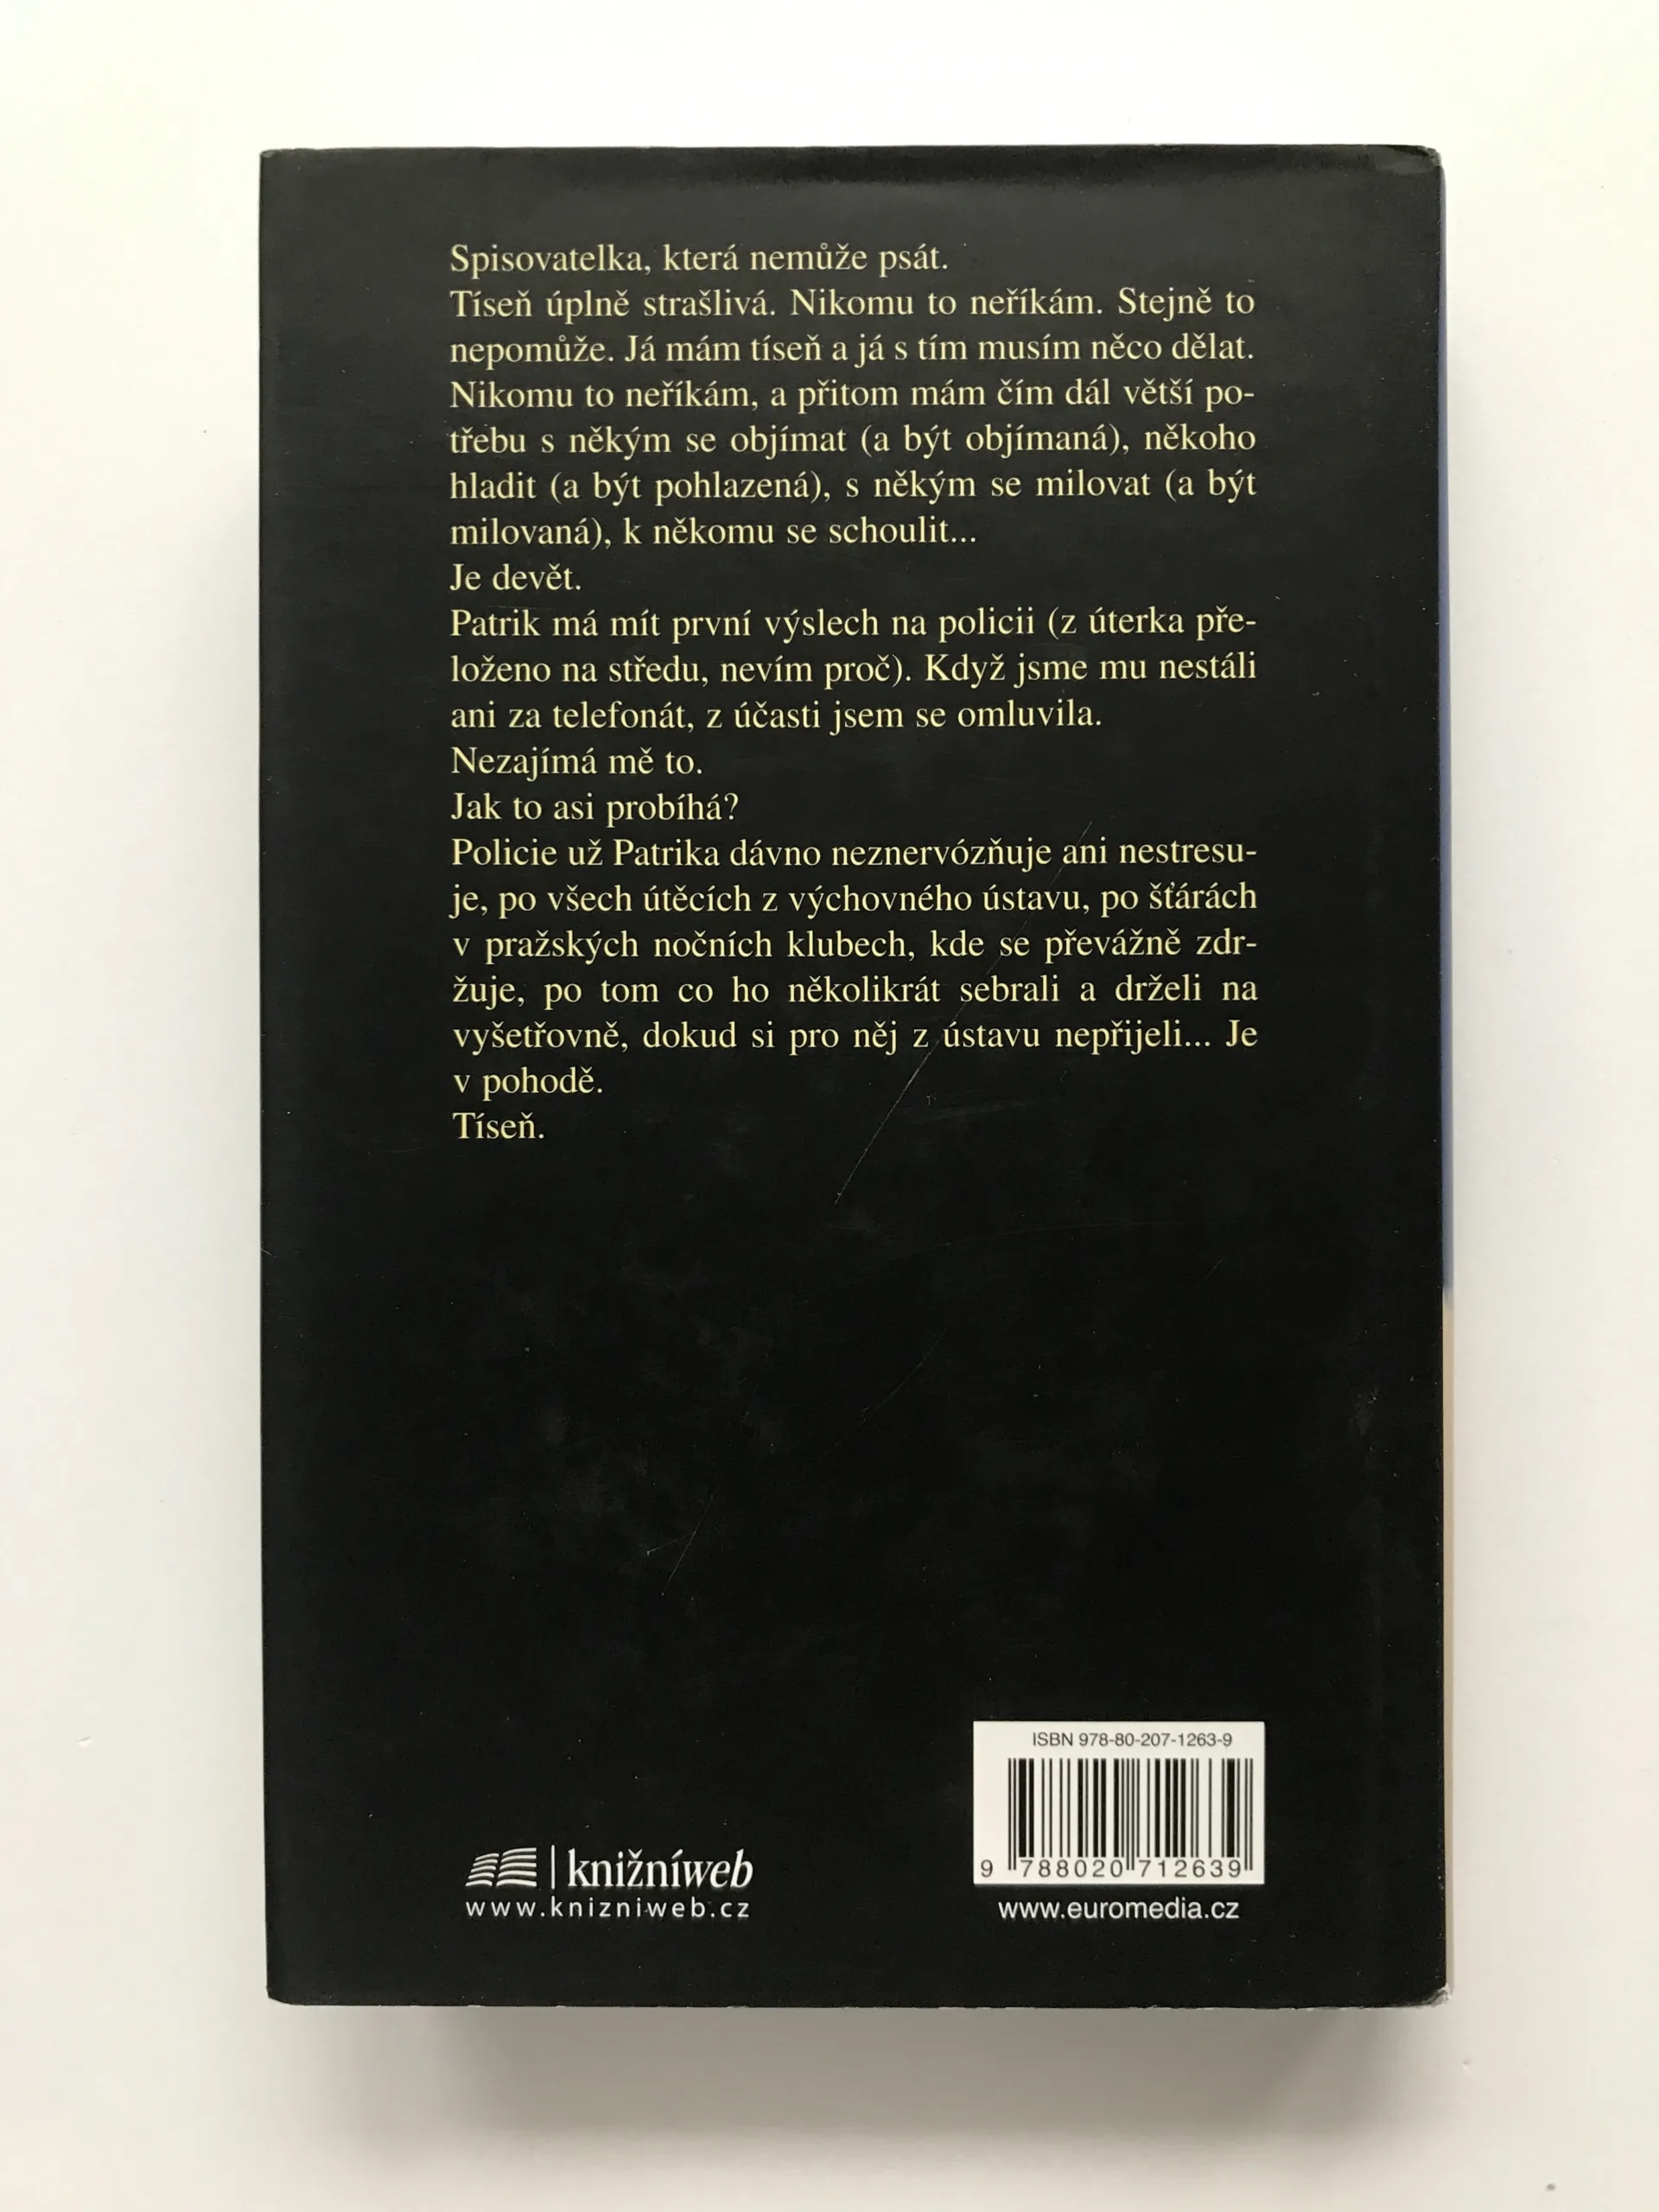 Spisovatelka, která nemůže psát.
Tíseň úplně strašlivá. Nikomu to neříkám. Stejně to
nepomůže. Já mám tíseň a já s tím musím něco dělat.
Nikomu to neříkám, a přitom mám čím dál větší po-
třebu s někým se objímat (a být objímaná), někoho
hladit (a být pohlazená), s někým se milovat (a být
milovaná), k někomu se schoulit...
Je devět.
Patrik má mít první výslech na policii (z úterka pře-
loženo na středu, nevím proč). Když jsme mu nestáli
ani za telefonát, z účasti jsem se omluvila.
Nezajímá mě to.
Jak to asi probíhá?
Policie už Patrika dávno neznervózňuje ani nestresu-
je, po všech útěcích z výchovného ústavu, po šťárách
v pražských nočních klubech, kde se převážně zdr-
žuje, po tom co ho několikrát sebrali a drželi na
vyšetřovně, dokud si pro něj z ústavu nepřijeli... Je
v pohodě.
Tíseň.
ISBN 978-80-207-1263-9
9 788020 712639
knižníweb
www.knizniweb.cz
www.euromedia.cz